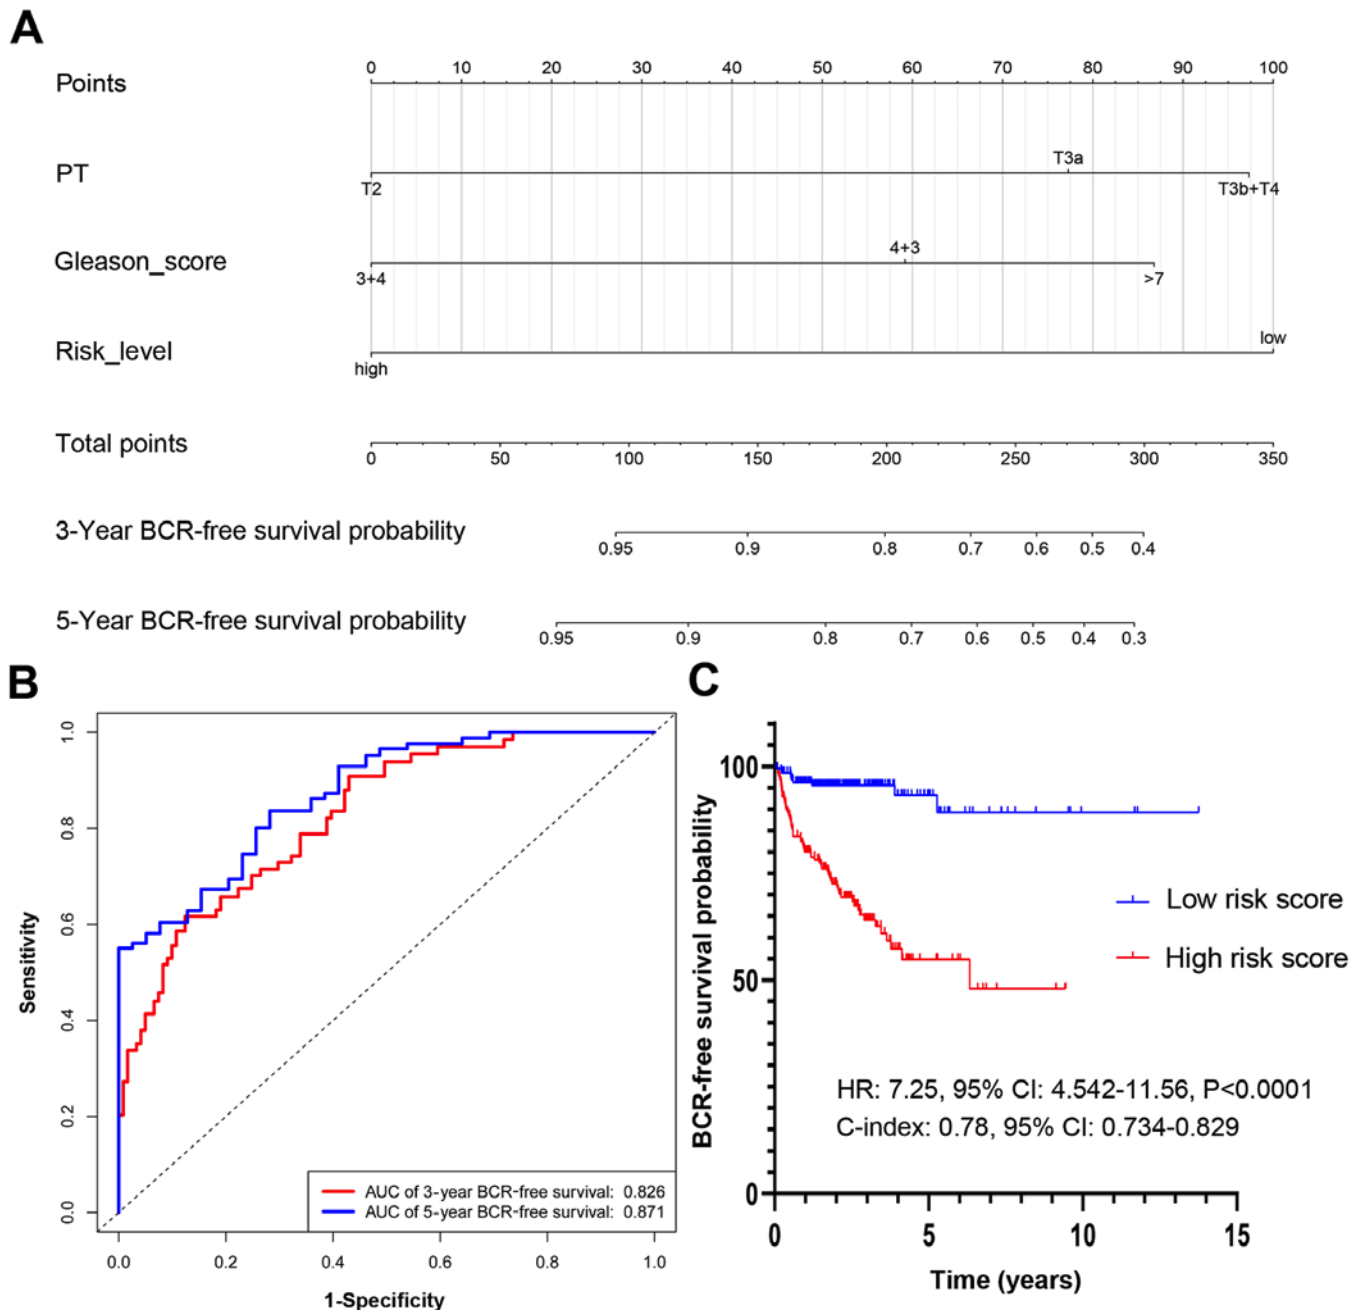 A
Points
0 10 20 30 40 50 60 70 80 90 100
PT
T3a
T2
T3b+T4
Gleason_score
4+3
3+4
>7
Risk_level
low
high
Total points
0 50 100 150 200 250 300 350
3-Year BCR-free survival probability
0.95 0.9 0.8 0.7 0.6 0.5 0.4
5-Year BCR-free survival probability
0.95 0.9 0.8 0.7 0.6 0.5 0.4 0.3
B
Sensitivity
1.0
0.8
0.6
0.4
0.2
0.0
AUC of 3-year BCR-free survival: 0.826
AUC of 5-year BCR-free survival: 0.871
0.0 0.2 0.4 0.6 0.8 1.0
1-Specificity
C
BCR-free survival probability
100
50
0
Low risk score
High risk score
HR: 7.25, 95% CI: 4.542-11.56, P<0.0001
C-index: 0.78, 95% CI: 0.734-0.829
0 5 10 15
Time (years)